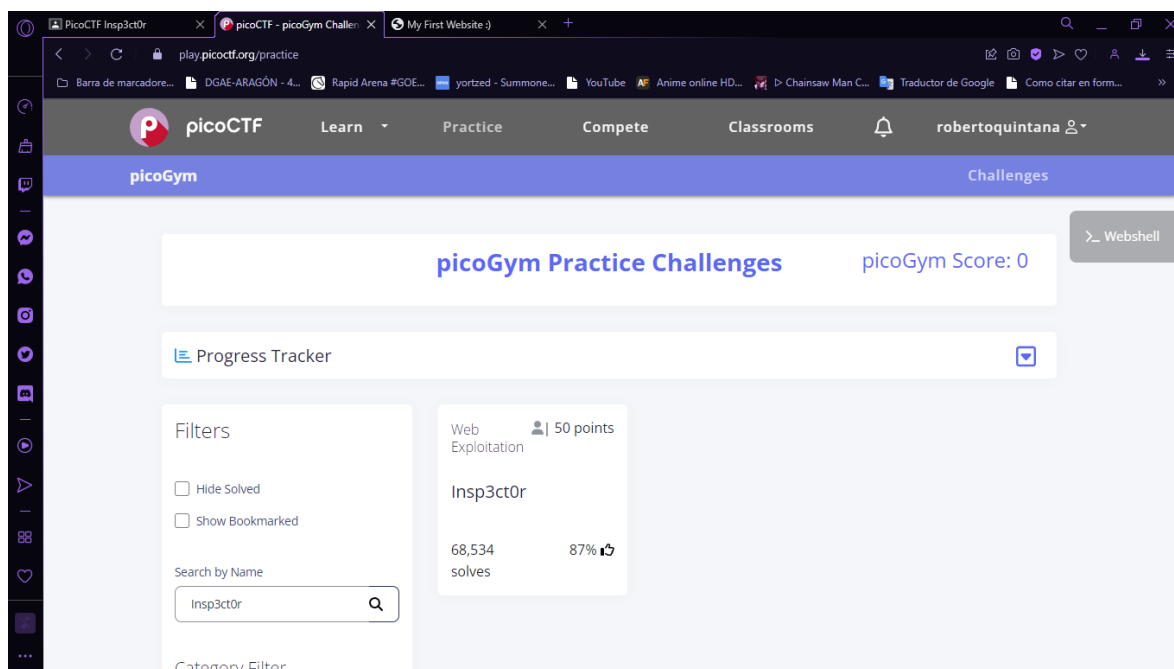 PicoCTF Insp3ct0r
picoCTF - picoGym Challen
My First Website :)
play.picoctf.org/practice
Barra de marcadore...
DGAE-ARAGÓN - 4...
Rapid Arena #GOE...
yortzed - Summone...
YouTube
Anime online HD...
Chainsaw Man C...
Traductor de Google
Como citar en form...
picoCTF
Learn
Practice
Compete
Classrooms
robertoquintana
picoGym
Challenges
>_ Webshell
picoGym Practice Challenges
picoGym Score: 0
Progress Tracker
Filters
Hide Solved
Show Bookmarked
Search by Name
Insp3ct0r
Category Filter
Web
Exploitation
| 50 points
Insp3ct0r
68,534
solves
87%